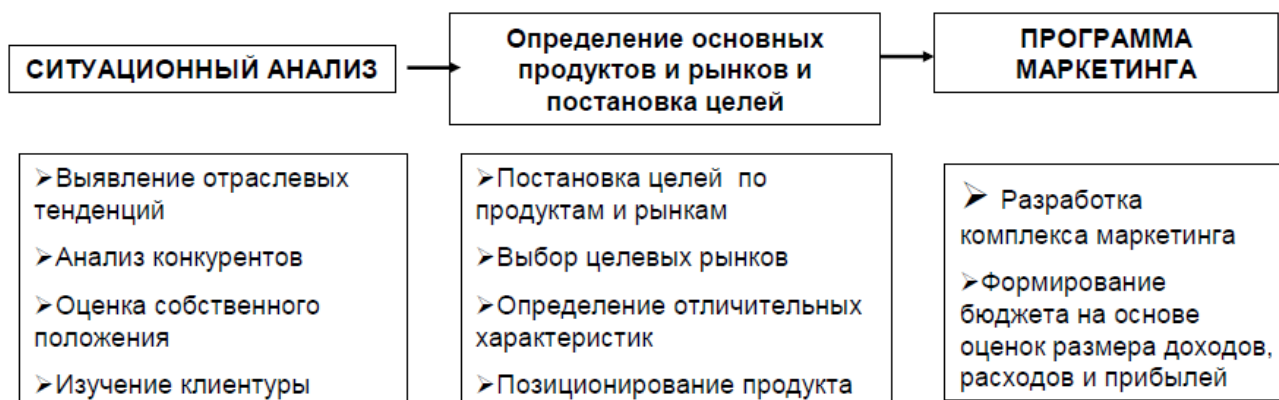 СИТУАЦИОННЫЙ АНАЛИЗ
Определение основных
продуктов и рынков и
постановка целей
ПРОГРАММА
МАРКЕТИНГА
➢Выявление отраслевых
тенденций
➢Анализ конкурентов
➢Оценка собственного
положения
➢Изучение клиентуры
➢Постановка целей по
продуктам и рынкам
➢Выбор целевых рынков
➢Определение отличительных
характеристик
➢Позиционирование продукта
➢ Разработка
комплекса маркетинга
➢Формирование
бюджета на основе
оценок размера доходов,
расходов и прибылей